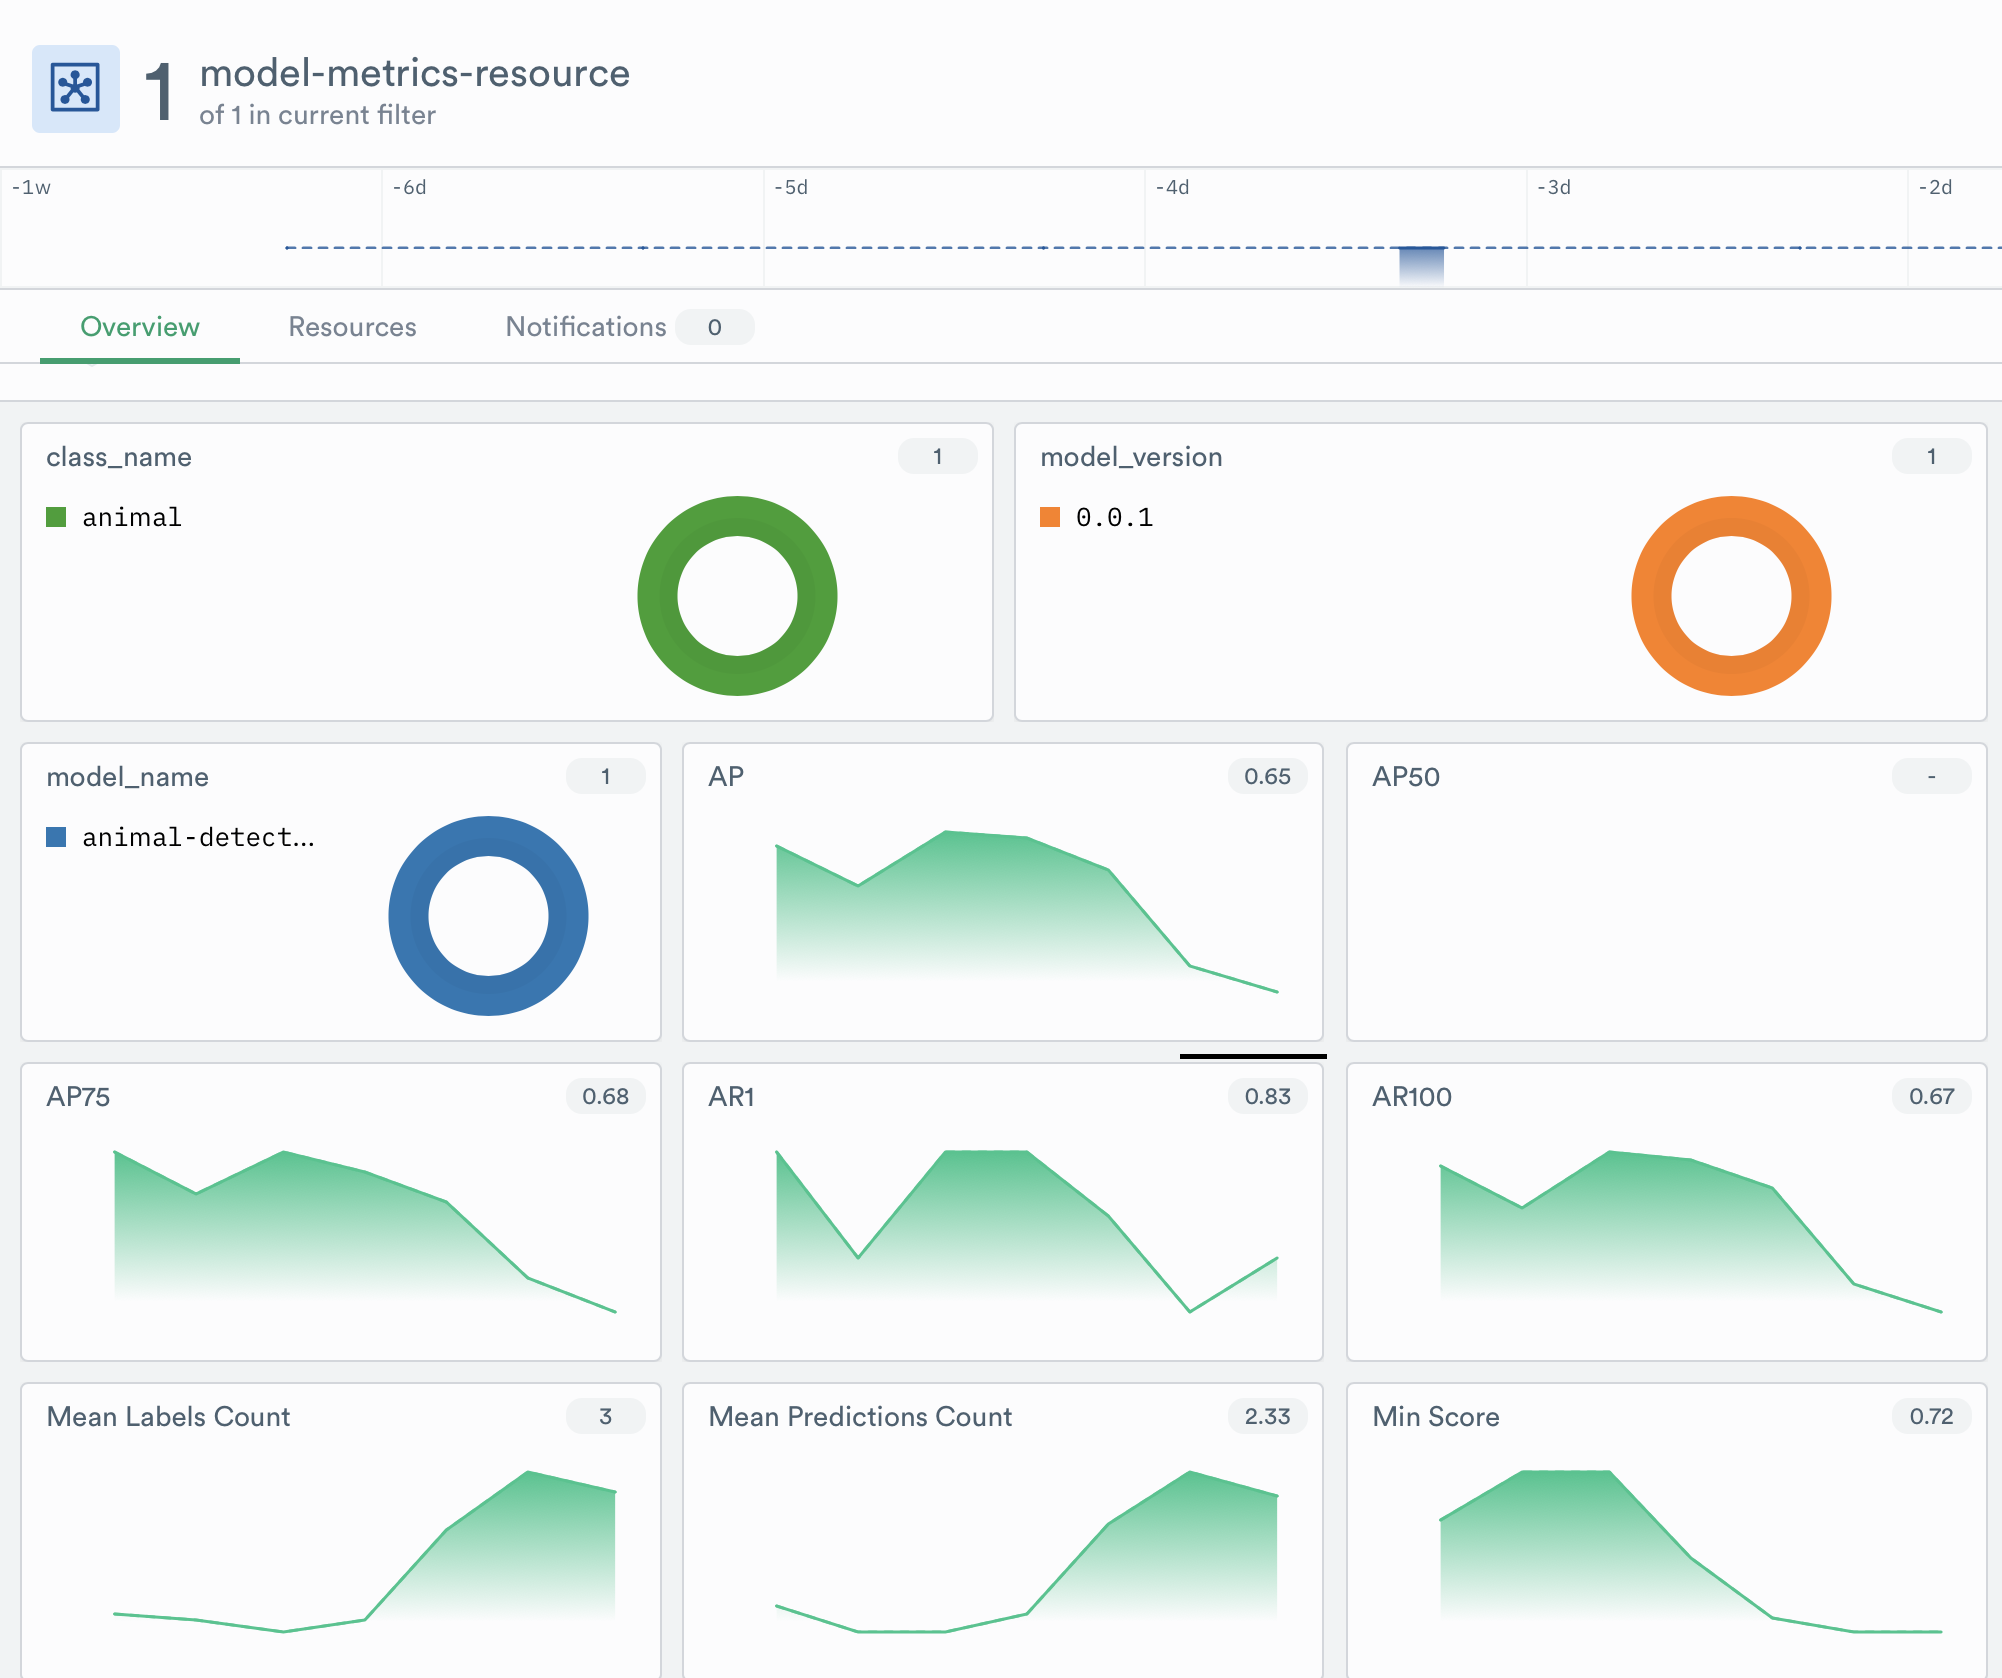 1 model-metrics-resource
of 1 in current filter
-1w -6d -5d -4d -3d -2d
Overview Resources Notifications 0
class_name 1
animal
model_version 1
0.0.1
model_name 1
animal-detect...
AP 0.65
AP50 -
AP75 0.68
AR1 0.83
AR100 0.67
Mean Labels Count 3
Mean Predictions Count 2.33
Min Score 0.72